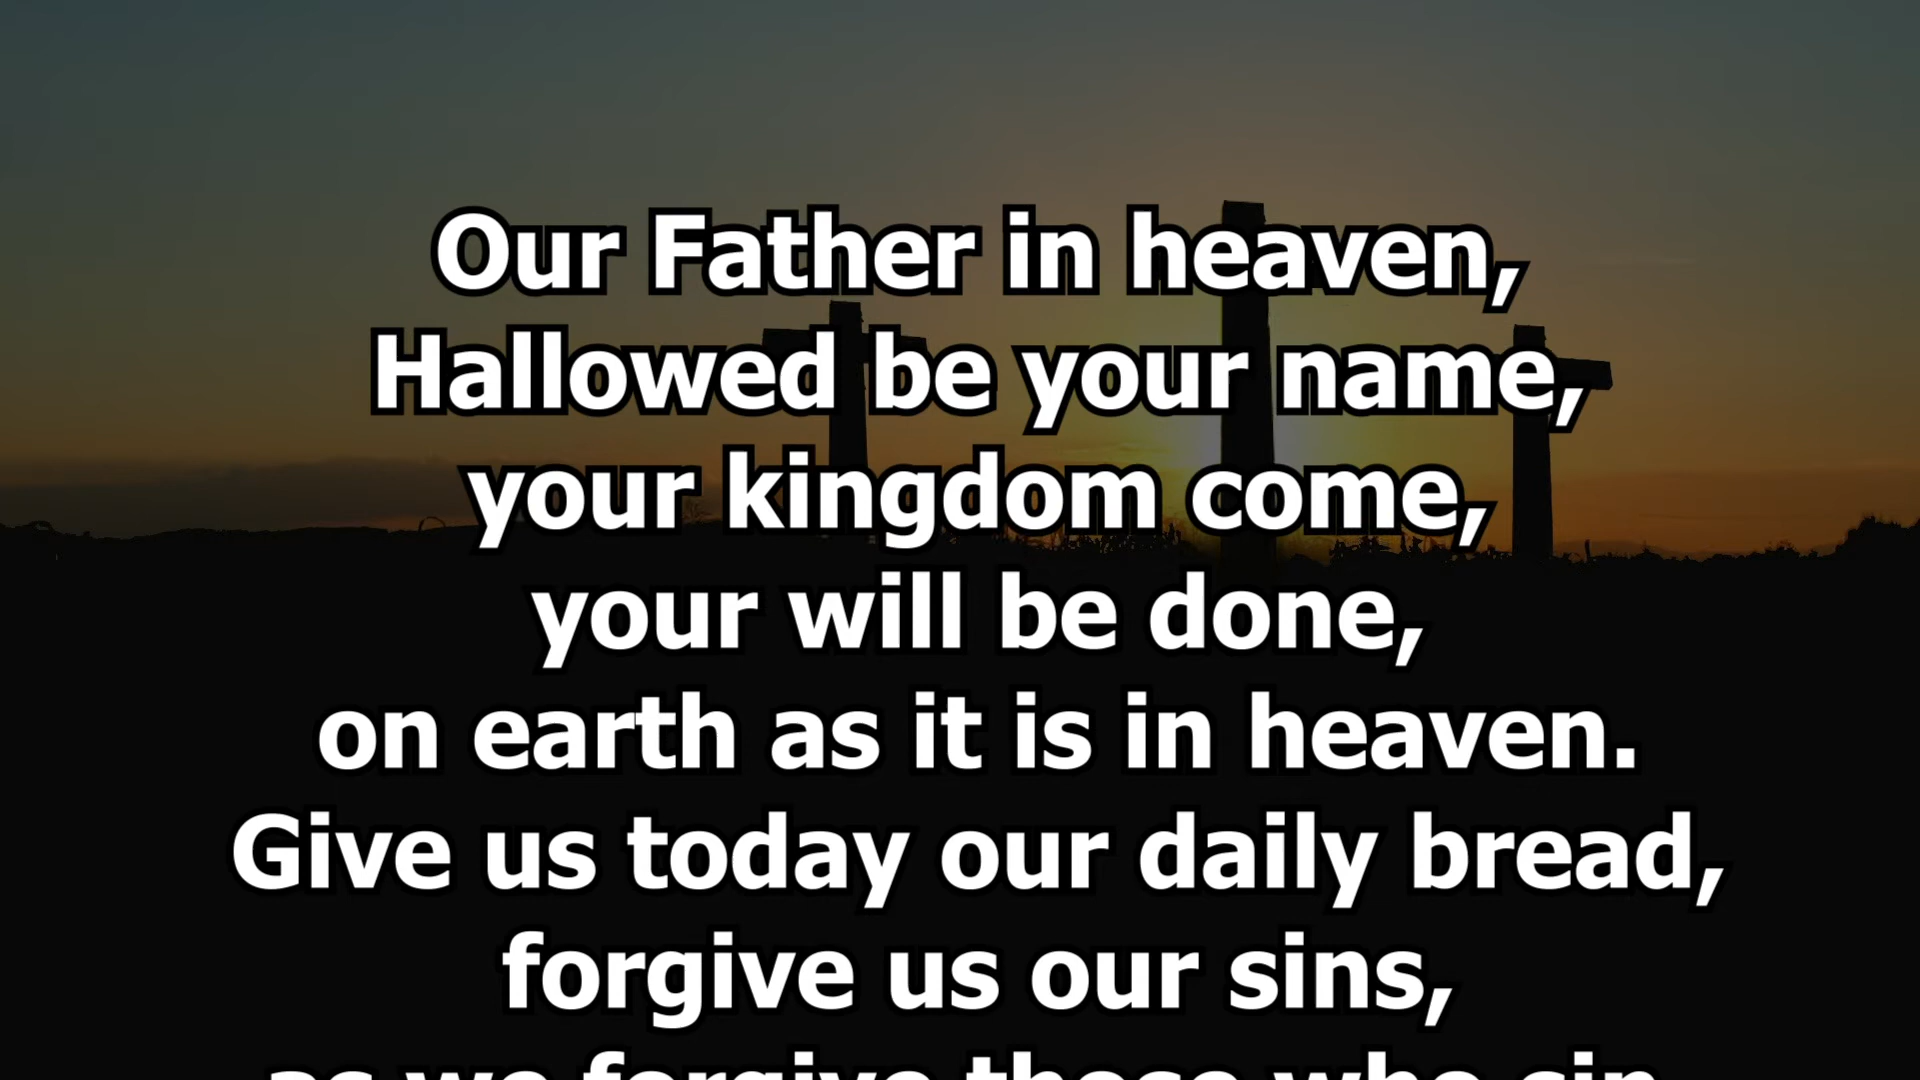 Our Father in heaven,
Hallowed be your name,
your kingdom come,
your will be done,
on earth as it is in heaven.
Give us today our daily bread,
forgive us our sins,
as we forgive those who sin